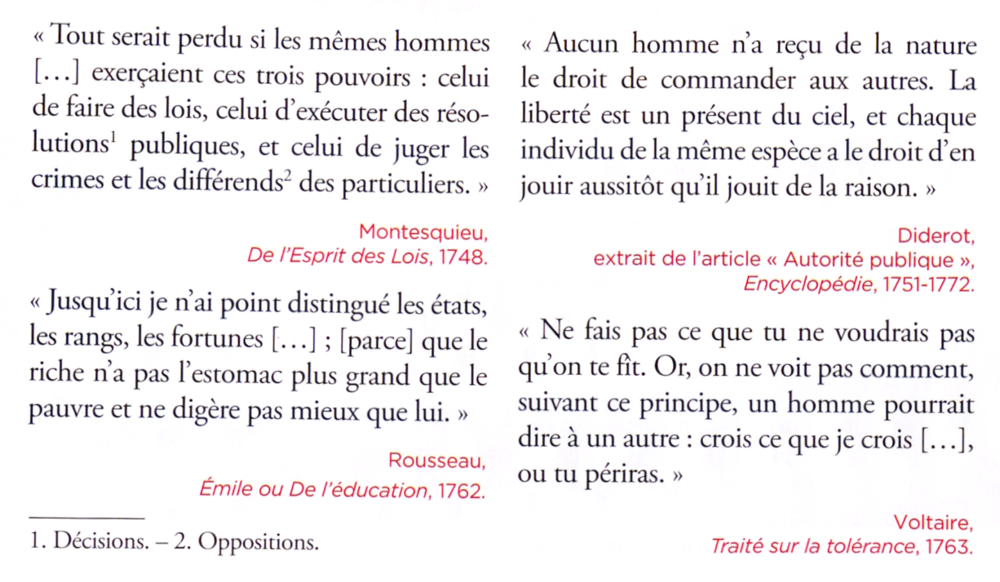 « Tout serait perdu si les mêmes hommes
[…] exerçaient ces trois pouvoirs : celui
de faire des lois, celui d’exécuter des réso-
lutions¹ publiques, et celui de juger les
crimes et les différends² des particuliers. »
Montesquieu,
De l’Esprit des Lois, 1748.
« Jusqu’ici je n’ai point distingué les états,
les rangs, les fortunes […] ; [parce] que le
riche n’a pas l’estomac plus grand que le
pauvre et ne digère pas mieux que lui. »
Rousseau,
Émile ou De l’éducation, 1762.
1. Décisions. – 2. Oppositions.
« Aucun homme n’a reçu de la nature
le droit de commander aux autres. La
liberté est un présent du ciel, et chaque
individu de la même espèce a le droit d’en
jouir aussitôt qu’il jouit de la raison. »
Diderot,
extrait de l’article « Autorité publique »,
Encyclopédie, 1751-1772.
« Ne fais pas ce que tu ne voudrais pas
qu’on te fît. Or, on ne voit pas comment,
suivant ce principe, un homme pourrait
dire à un autre : crois ce que je crois […],
ou tu périras. »
Voltaire,
Traité sur la tolérance, 1763.